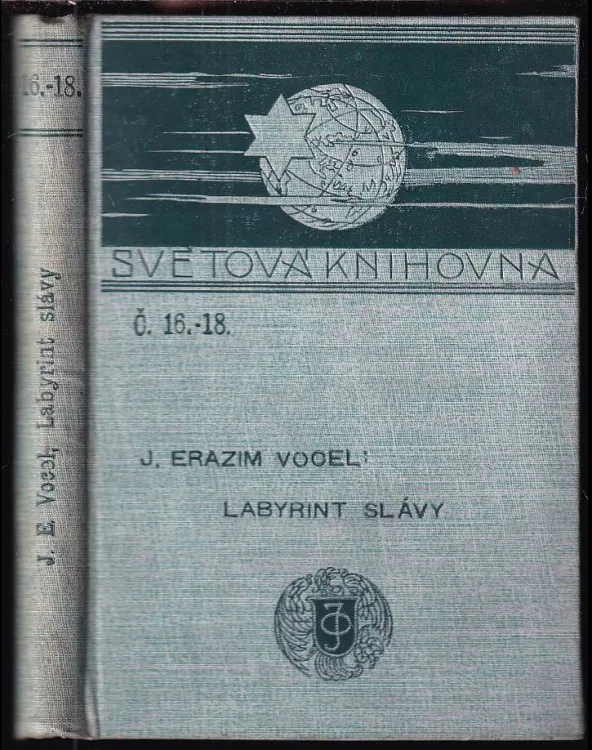 16.-18.
J. E. Vocel, Labyrint slávy
SVĚTOVÁ KNIHOVNA
Č. 16.-18.
J. ERAZIM VOCEL:
LABYRINT SLÁVY